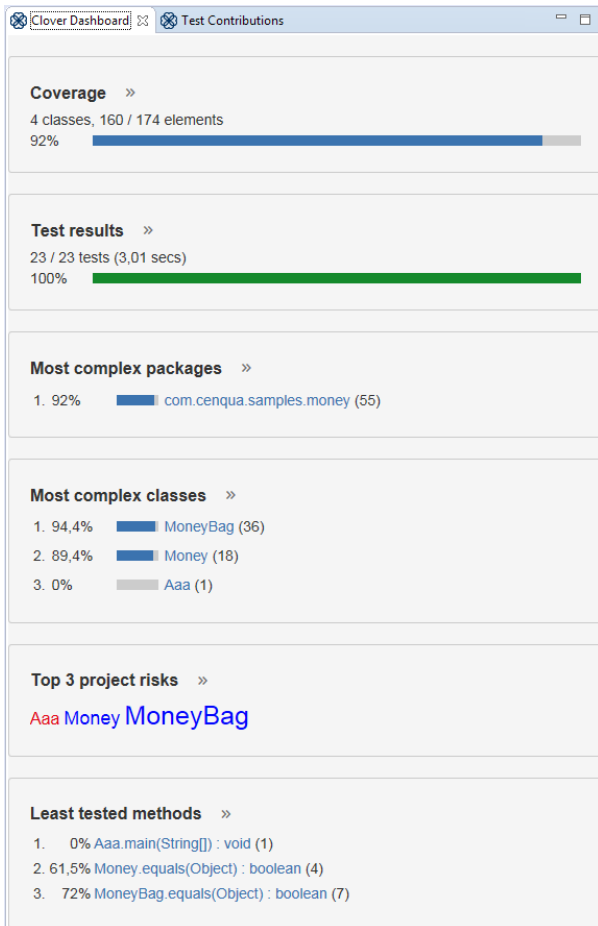 Clover Dashboard Test Contributions
Coverage »
4 classes, 160 / 174 elements
92%
Test results »
23 / 23 tests (3,01 secs)
100%
Most complex packages »
1. 92% com.cenqua.samples.money (55)
Most complex classes »
1. 94,4% MoneyBag (36)
2. 89,4% Money (18)
3. 0% Aaa (1)
Top 3 project risks »
Aaa Money MoneyBag
Least tested methods »
1. 0% Aaa.main(String[]) : void (1)
2. 61,5% Money.equals(Object) : boolean (4)
3. 72% MoneyBag.equals(Object) : boolean (7)